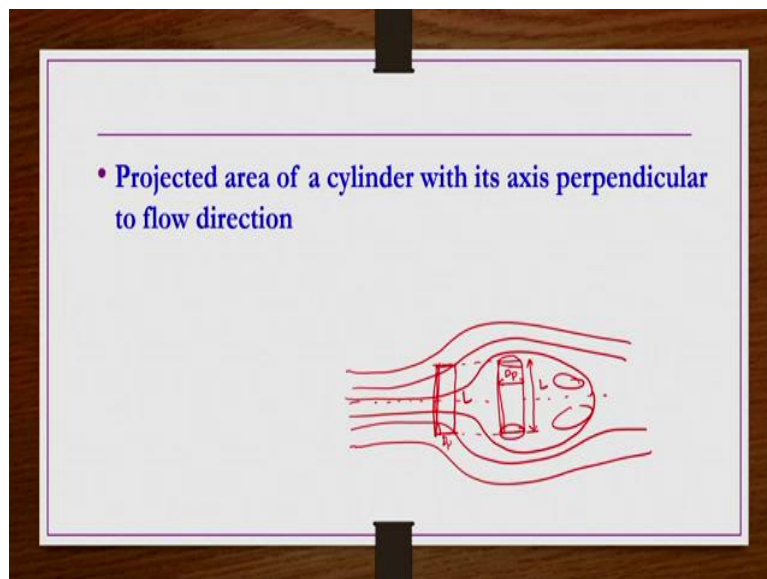 • Projected area of a cylinder with its axis perpendicular
to flow direction
Dp
L
L
Dp